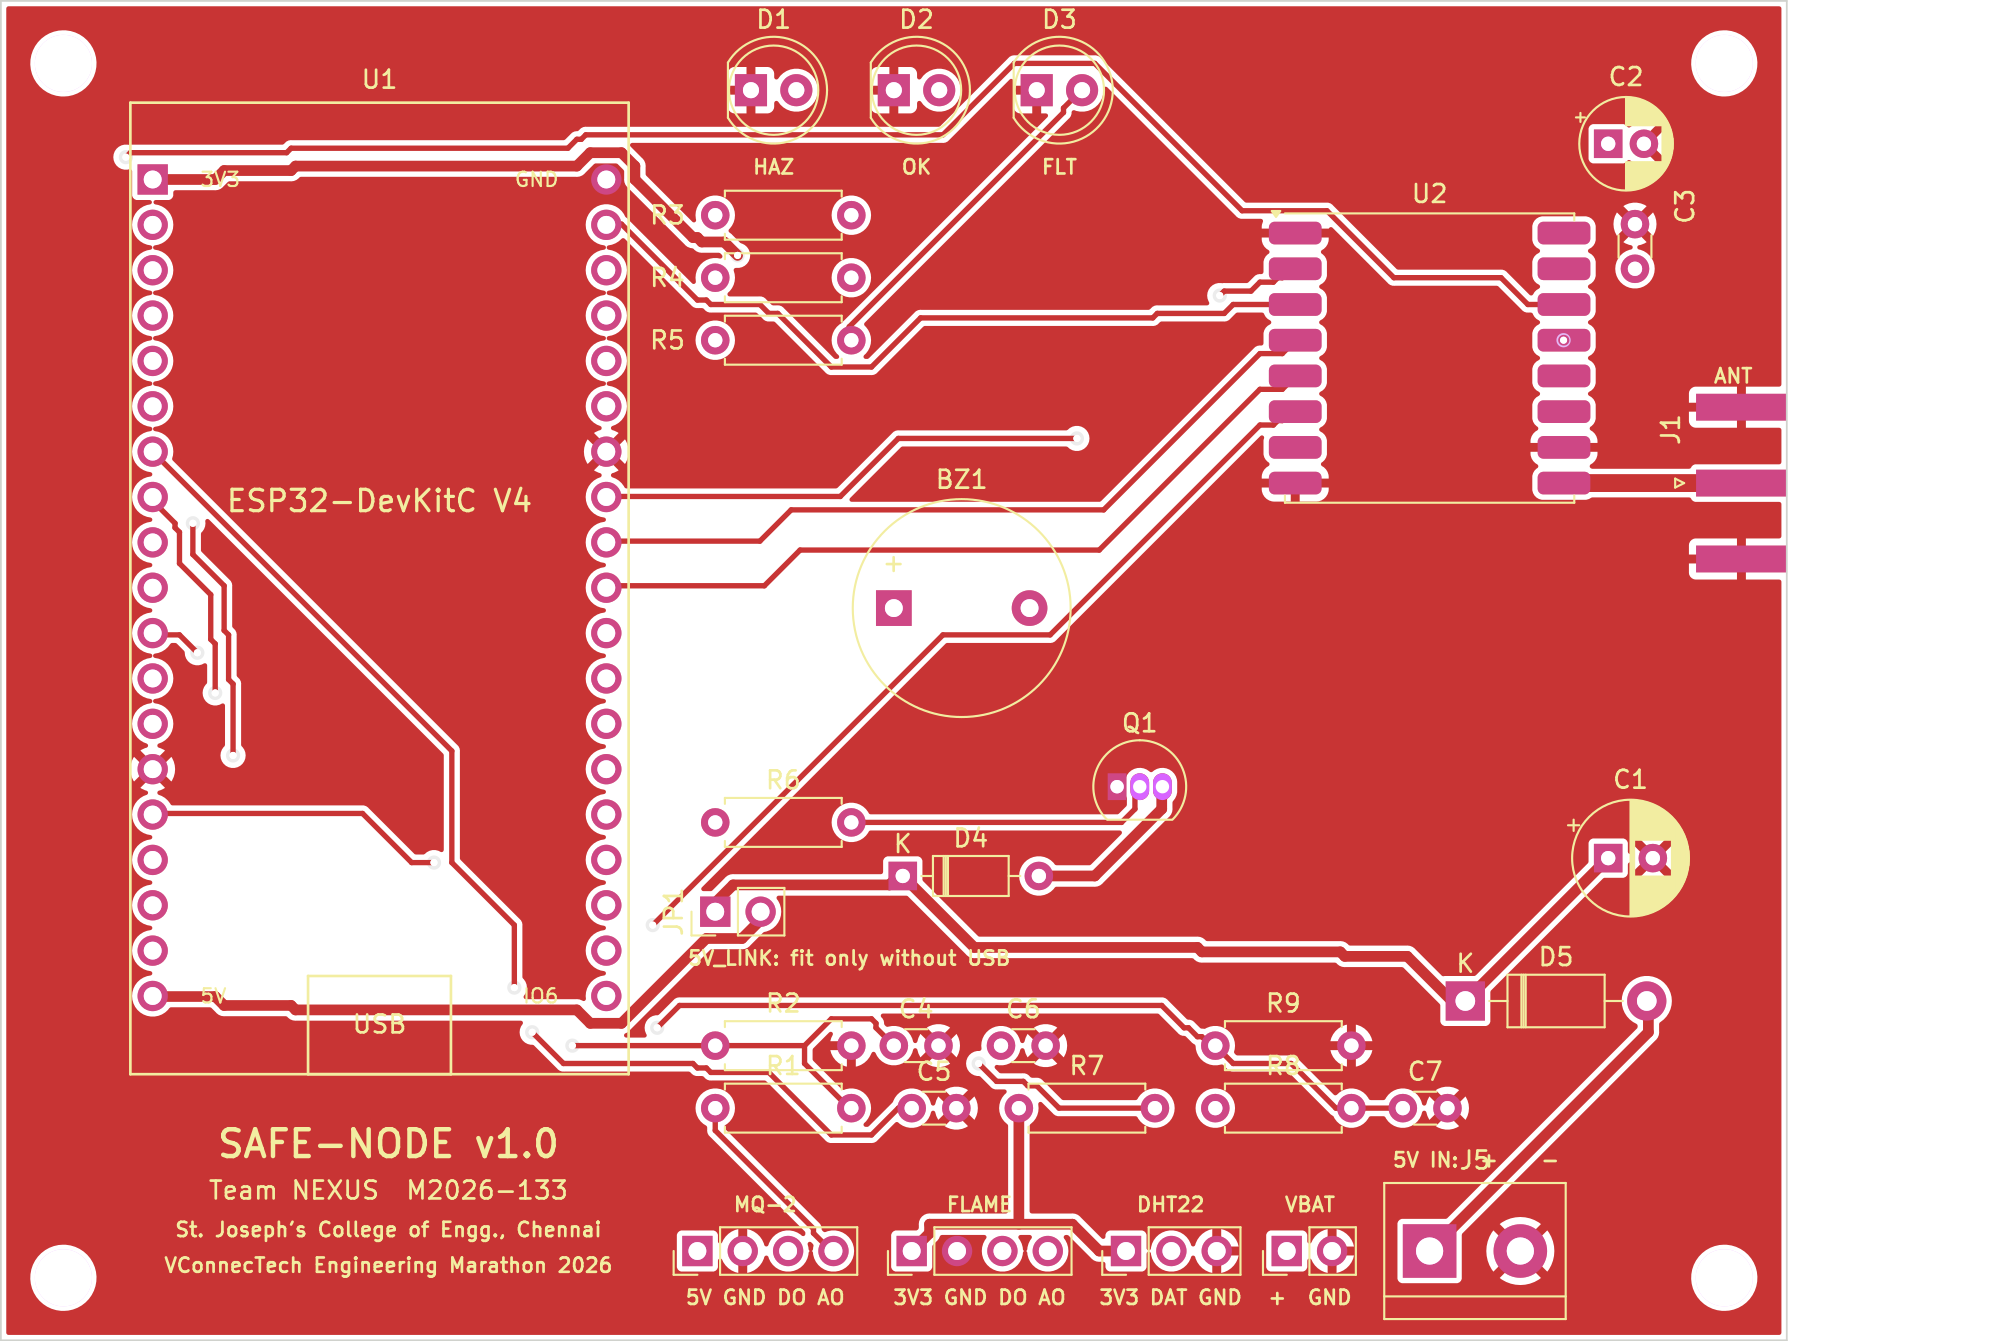 D1
D2
D3
U1
C2
+
HAZ
OK
FLT
3V3
GND
U2
C3
R3
R4
R5
ANT
J1
ESP32-DevKitC V4
BZ1
+
Q1
R6
C1
+
D4
K
JP1
5V_LINK: fit only without USB
D5
K
5V
IO6
USB
R2
C4
C6
R9
R1
C5
R7
R8
C7
SAFE-NODE v1.0
Team NEXUS M2026-133
St. Joseph's College of Engg., Chennai
VConnecTech Engineering Marathon 2026
5V IN: + -
J5
MQ-2
FLAME
DHT22
VBAT
5V GND DO AO
3V3 GND DO AO
3V3 DAT GND
+ GND